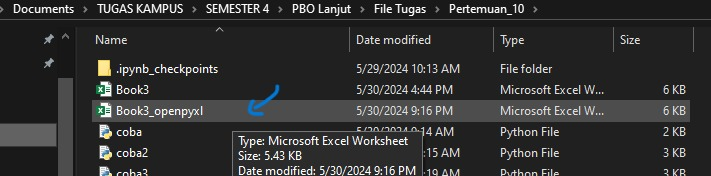 Documents > TUGAS KAMPUS > SEMESTER 4 > PBO Lanjut > File Tugas > Pertemuan_10 >
Name Date modified Type Size
.ipynb_checkpoints 5/29/2024 10:13 AM File folder
Book3 5/30/2024 4:44 PM Microsoft Excel W... 6 KB
Book3_openpyxl 5/30/2024 9:16 PM Microsoft Excel W... 6 KB
coba 9:14 AM Python File 2 KB
Type: Microsoft Excel Worksheet
coba2 :15 AM Python File 3 KB
Size: 5.43 KB
coba3 :19 AM Python File 3 KB
Date modified: 5/30/2024 9:16 PM